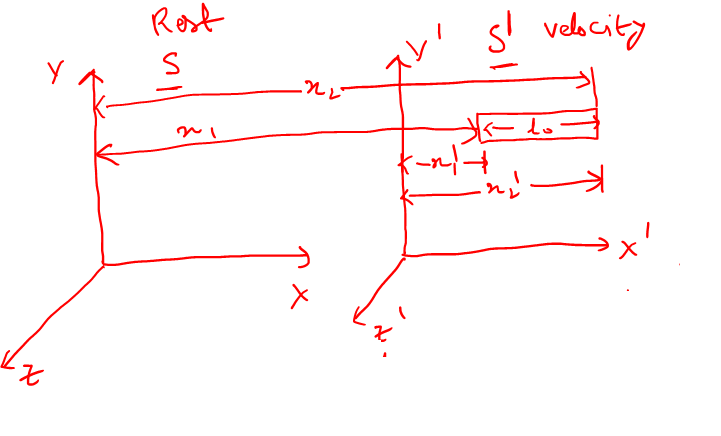 Rest
S
S' velocity
Y
Y'
x₂
x₁
l₀
x₁'
x₂'
X
X'
Z
Z'